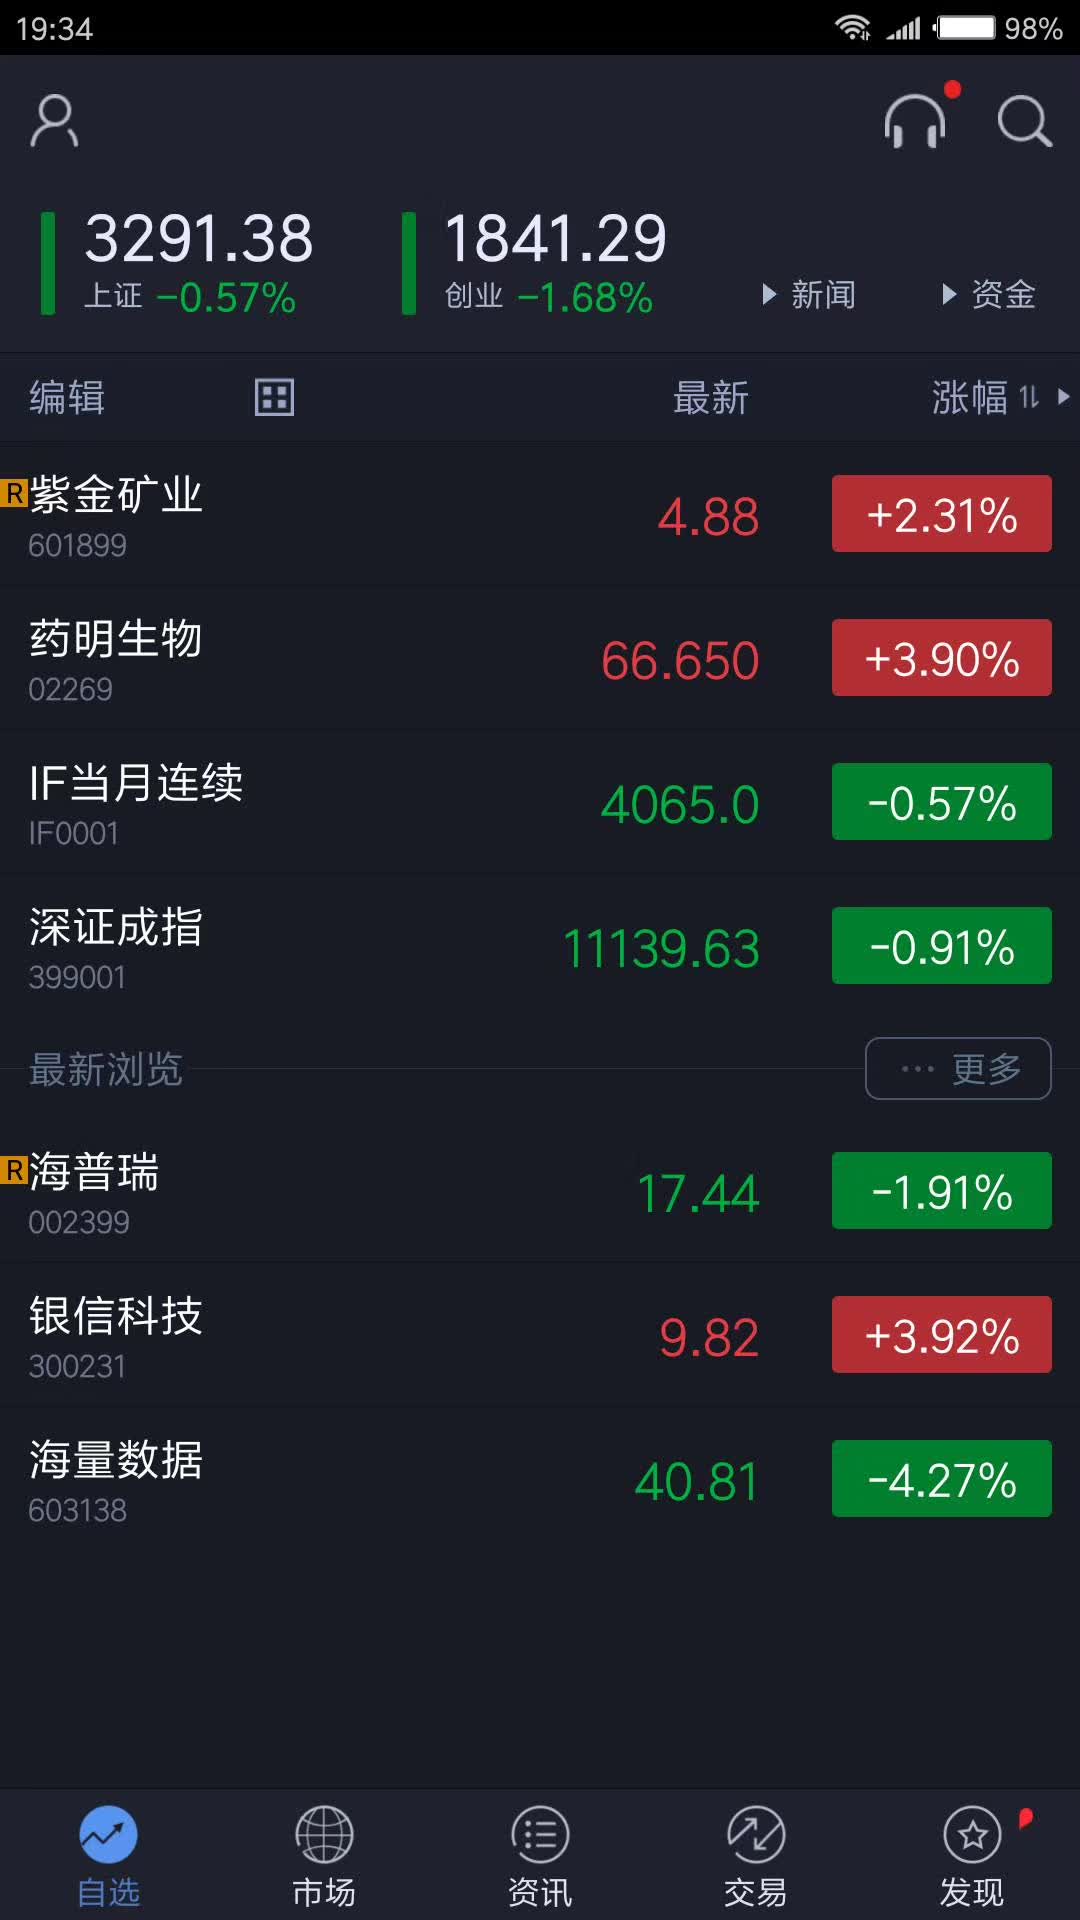 19:34 98%
3291.38 1841.29
上证 -0.57% 创业 -1.68% 新闻 资金
编辑 最新 涨幅
R 紫金矿业
601899 4.88 +2.31%
药明生物
02269 66.650 +3.90%
IF当月连续
IF0001 4065.0 -0.57%
深证成指
399001 11139.63 -0.91%
最新浏览 ··· 更多
R 海普瑞
002399 17.44 -1.91%
银信科技
300231 9.82 +3.92%
海量数据
603138 40.81 -4.27%
自选 市场 资讯 交易 发现